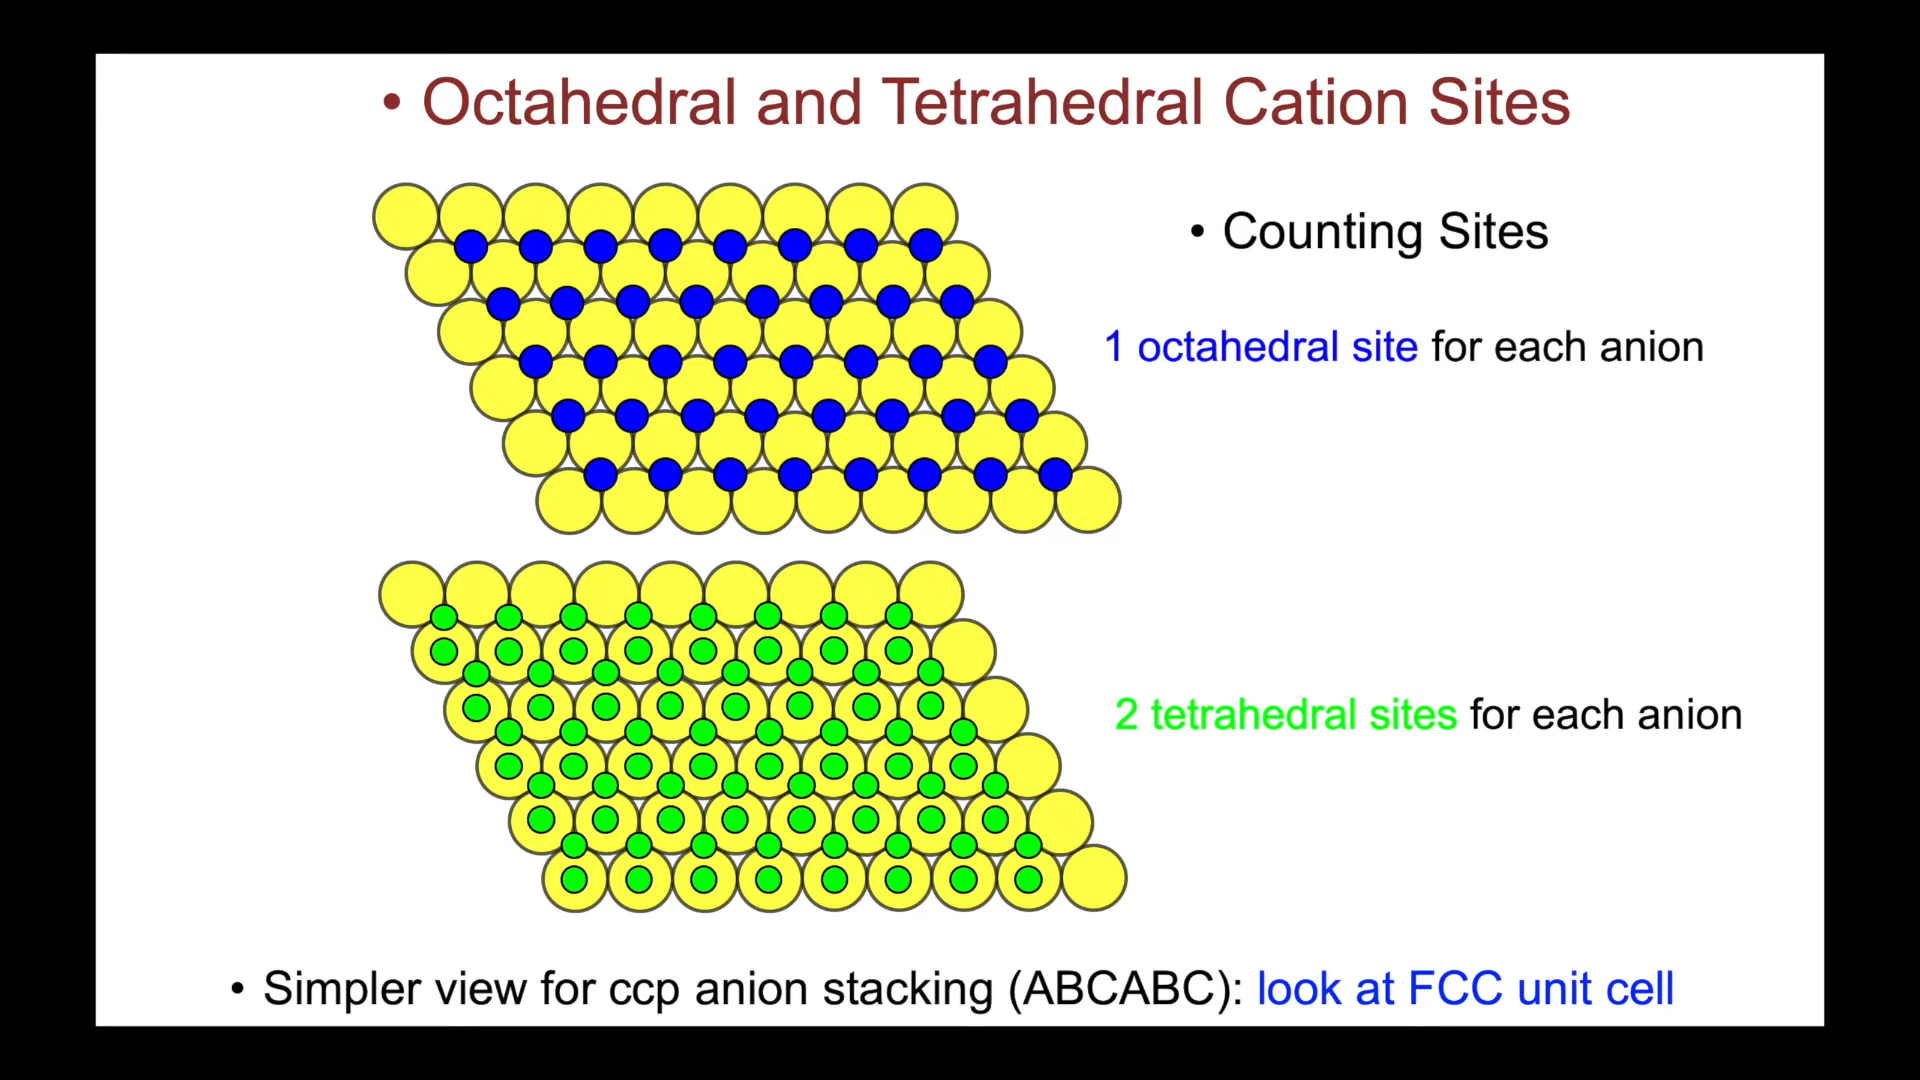 • Octahedral and Tetrahedral Cation Sites
• Counting Sites
1 octahedral site for each anion
2 tetrahedral sites for each anion
• Simpler view for ccp anion stacking (ABCABC): look at FCC unit cell